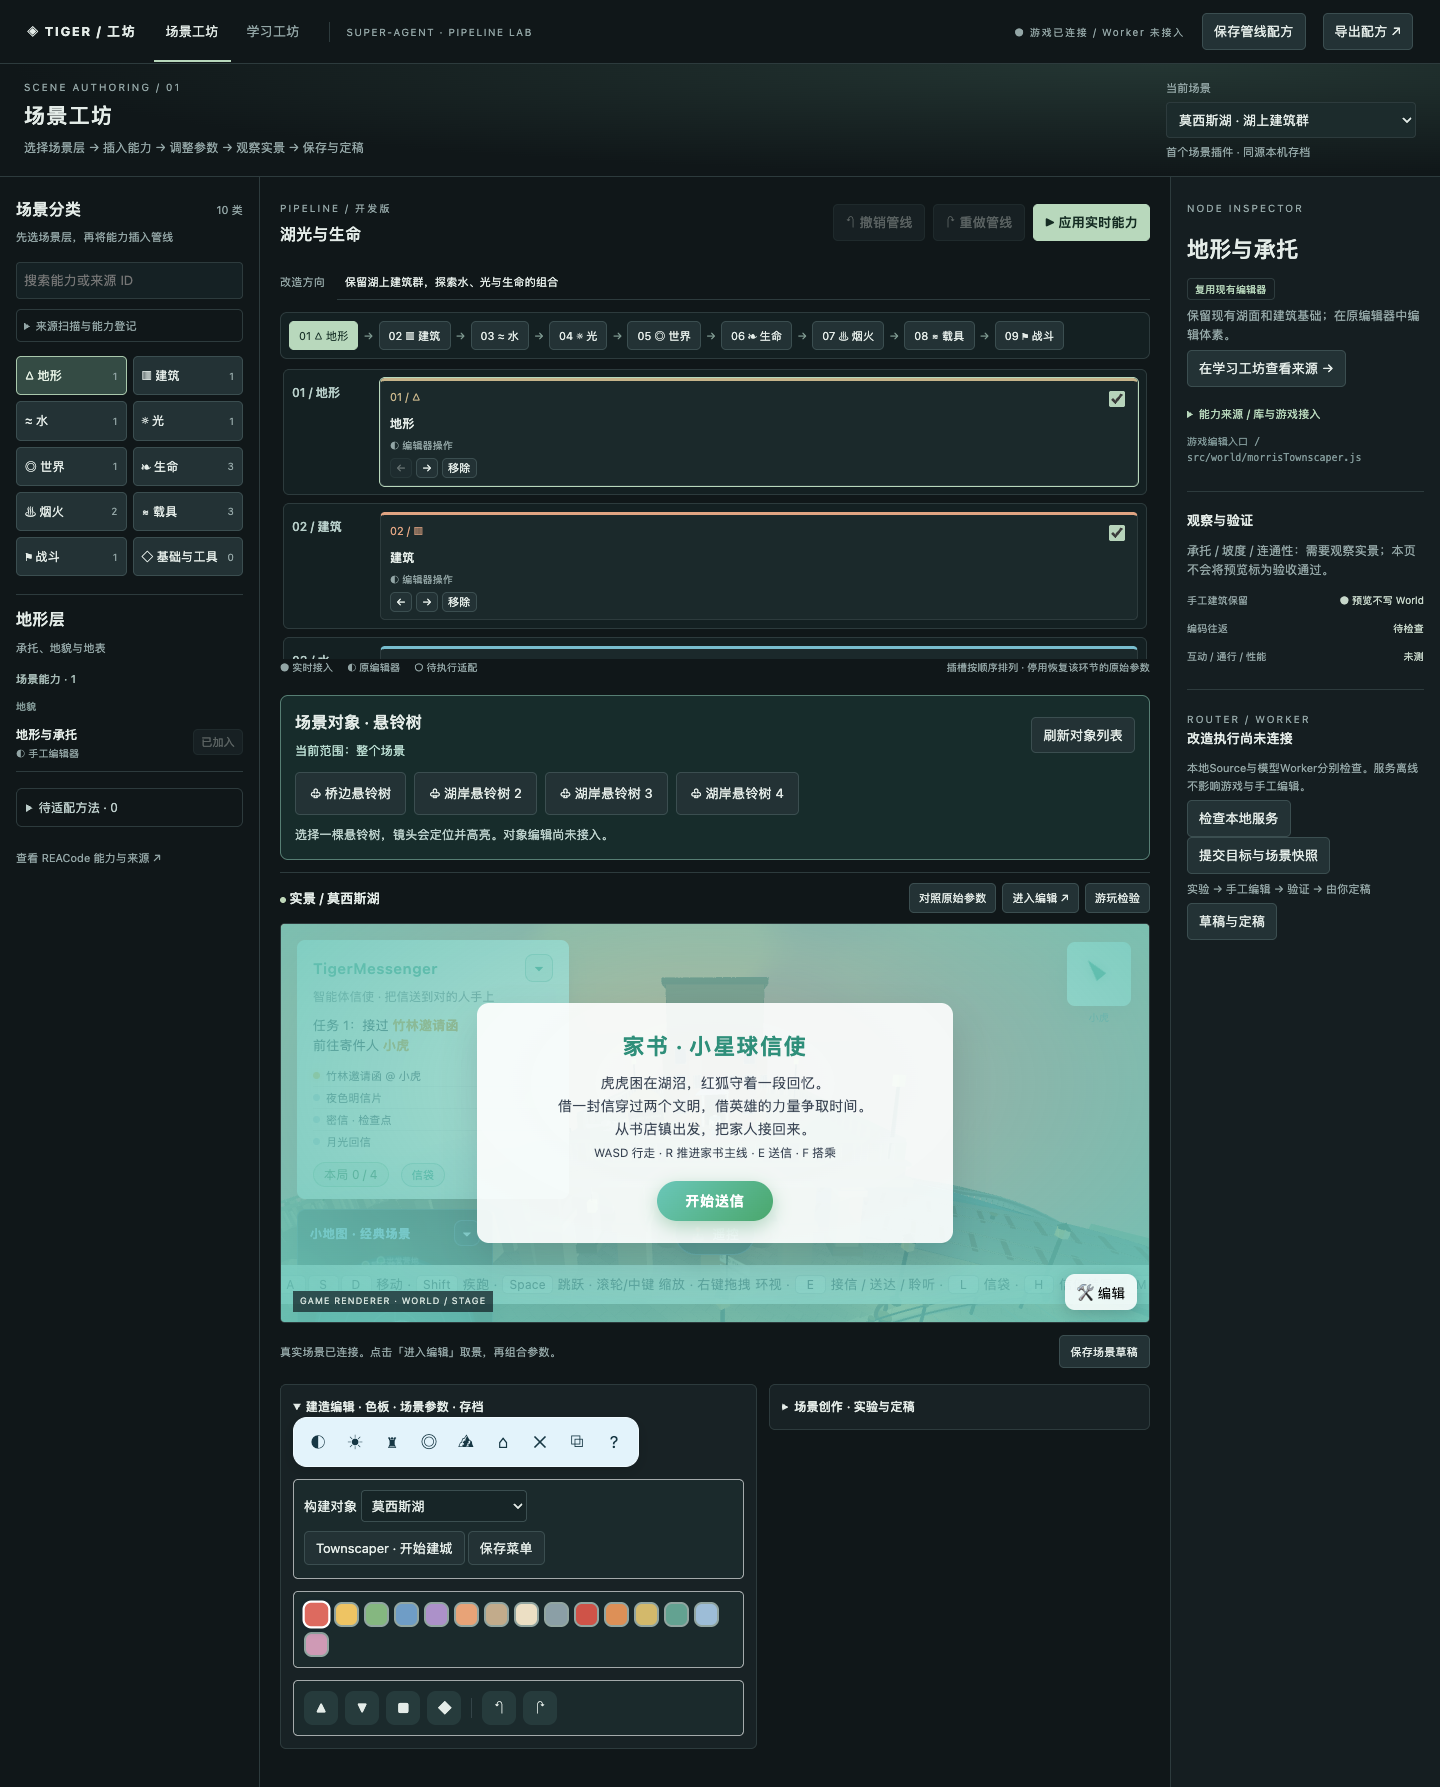 ◈ TIGER / 工坊
场景工坊
学习工坊
SUPER-AGENT · PIPELINE LAB
● 游戏已连接 / Worker 未接入
保存管线配方
导出配方 ↗
SCENE AUTHORING / 01
场景工坊
选择场景层 → 插入能力 → 调整参数 → 观察实景 → 保存与定稿
当前场景
莫西斯湖 · 湖上建筑群
首个场景插件 · 同源本机存档
场景分类
10 类
先选场景层，再将能力插入管线
搜索能力或来源 ID
▶ 来源扫描与能力登记
△ 地形 1
▥ 建筑 1
≈ 水 1
☼ 光 1
◎ 世界 1
❧ 生命 3
♨ 烟火 2
≋ 载具 3
⚑ 战斗 1
◇ 基础与工具 0
地形层
承托、地貌与地表
场景能力 · 1
地貌
地形与承托
◐ 手工编辑器
已加入
▶ 待适配方法 · 0
查看 REACode 能力与来源 ↗
PIPELINE / 开发版
湖光与生命
撤销管线
重做管线
▶ 应用实时能力
改造方向
保留湖上建筑群，探索水、光与生命的组合
01 △ 地形 → 02 ▥ 建筑 → 03 ≈ 水 → 04 ☼ 光 → 05 ◎ 世界 → 06 ❧ 生命 → 07 ♨ 烟火 → 08 ≋ 载具 → 09 ⚑ 战斗
01 / 地形
01 / △
地形
◐ 编辑器操作
← → 移除
02 / 建筑
02 / ▥
建筑
◐ 编辑器操作
← → 移除
03 / 水
● 实时接入 ◐ 原编辑器 ○ 待执行适配
插槽按顺序排列 · 停用恢复该环节的原始参数
场景对象 · 悬铃树
当前范围：整个场景
刷新对象列表
♧ 桥边悬铃树
♧ 湖岸悬铃树 2
♧ 湖岸悬铃树 3
♧ 湖岸悬铃树 4
选择一棵悬铃树，镜头会定位并高亮。对象编辑尚未接入。
● 实景 / 莫西斯湖
对照原始参数
进入编辑 ↗
游玩检验
TigerMessenger
智能体信使 · 把信送到对的人手上
任务 1：接过 竹林邀请函
前往寄件人 小虎
竹林邀请函 @ 小虎
夜色明信片
密信 · 检查点
月光回信
本局 0 / 4
信袋
小地图 · 经典场景
小虎
家书 · 小星球信使
虎虎困在湖沼，红狐守着一段回忆。
借一封信穿过两个文明，借英雄的力量争取时间。
从书店镇出发，把家人接回来。
WASD 行走 · R 推进家书主线 · E 送信 · F 搭乘
开始送信
A S D 移动 · Shift 疾跑 · Space 跳跃 · 滚轮/中键 缩放 · 右键拖拽 环视 · E 接信 / 送达 / 聆听 · L 信袋 · H
GAME RENDERER · WORLD / STAGE
🛠 编辑
真实场景已连接。点击「进入编辑」取景，再组合参数。
保存场景草稿
▼ 建造编辑 · 色板 · 场景参数 · 存档
?
构建对象 莫西斯湖
Townscaper · 开始建城
保存菜单
▶ 场景创作 · 实验与定稿
NODE INSPECTOR
地形与承托
复用现有编辑器
保留现有湖面和建筑基础；在原编辑器中编
辑体素。
在学习工坊查看来源 →
▶ 能力来源 / 库与游戏接入
游戏编辑入口 /
src/world/morrisTownscaper.js
观察与验证
承托 / 坡度 / 连通性：需要观察实景；本页
不会将预览标为验收通过。
手工建筑保留 ● 预览不写 World
编码往返 待检查
互动 / 通行 / 性能 未测
ROUTER / WORKER
改造执行尚未连接
本地Source与模型Worker分别检查。服务离线
不影响游戏与手工编辑。
检查本地服务
提交目标与场景快照
实验 → 手工编辑 → 验证 → 由你定稿
草稿与定稿